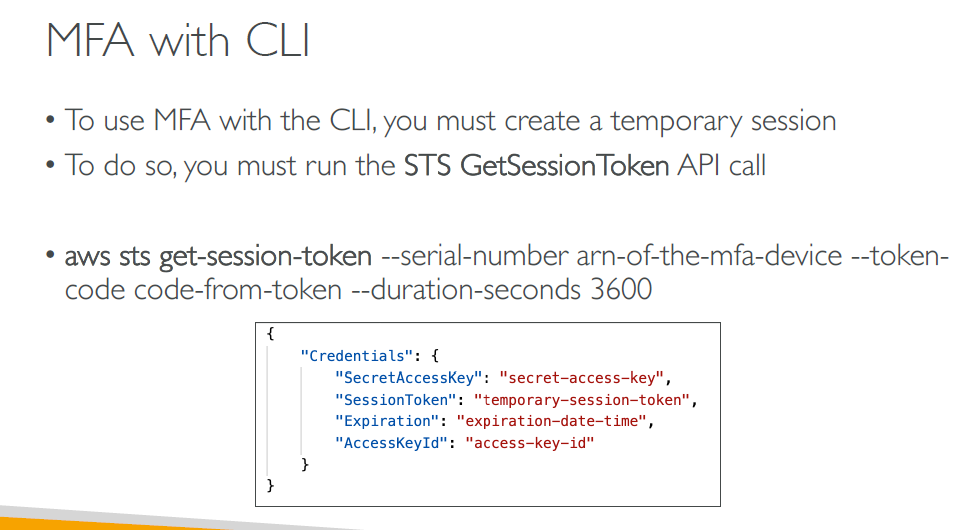 MFA with CLI
• To use MFA with the CLI, you must create a temporary session
• To do so, you must run the STS GetSessionToken API call
• aws sts get-session-token --serial-number arn-of-the-mfa-device --token-
code code-from-token --duration-seconds 3600
{
"Credentials": {
"SecretAccessKey": "secret-access-key",
"SessionToken": "temporary-session-token",
"Expiration": "expiration-date-time",
"AccessKeyId": "access-key-id"
}
}